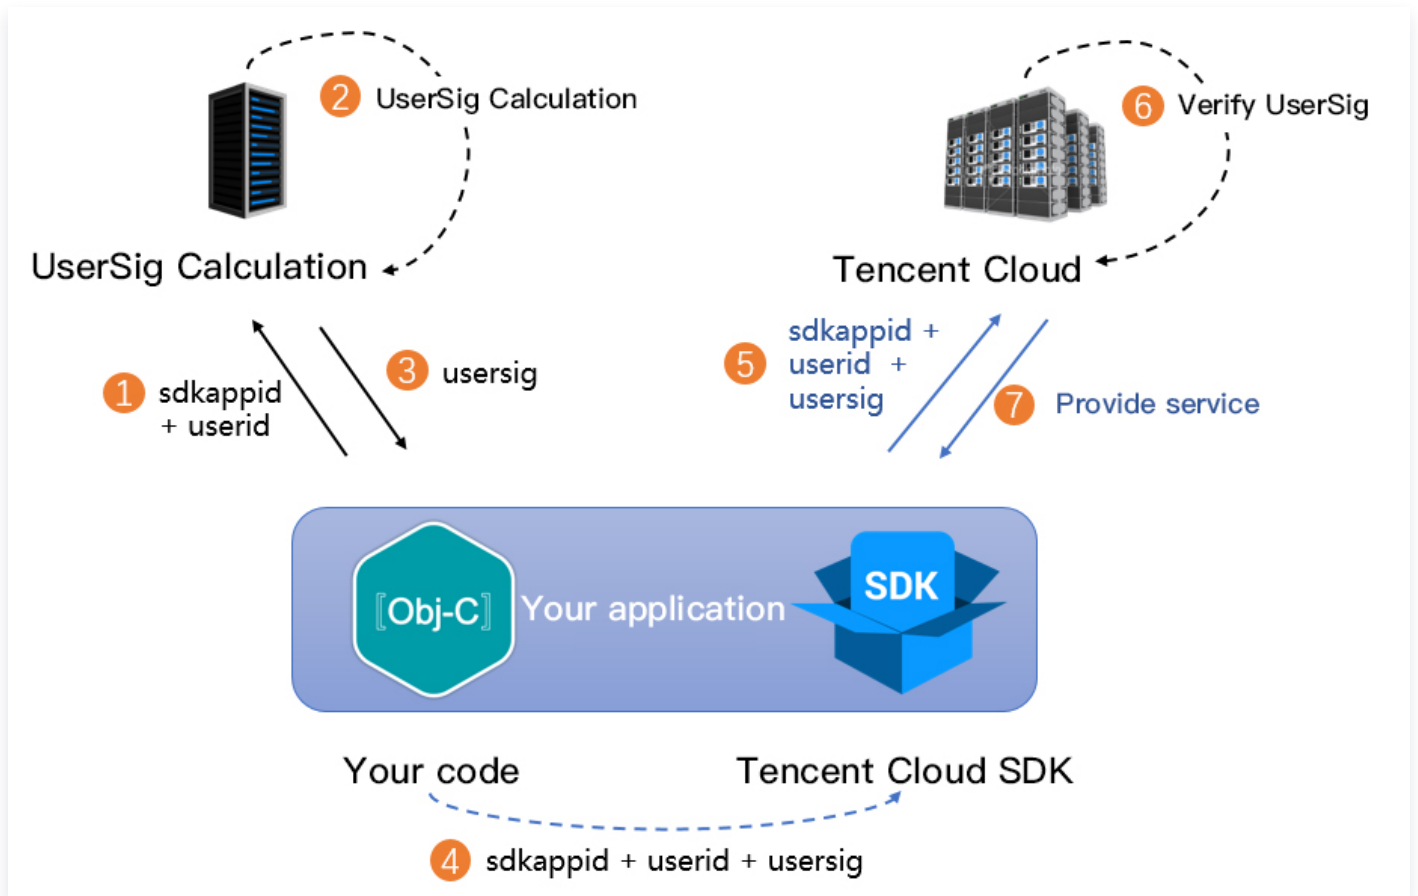 2 UserSig Calculation
6 Verify UserSig
UserSig Calculation
Tencent Cloud
1 sdkappid
+ userid
3 usersig
5 sdkappid +
userid +
usersig
7 Provide service
[Obj-C]
Your application
SDK
Your code
Tencent Cloud SDK
4 sdkappid + userid + usersig